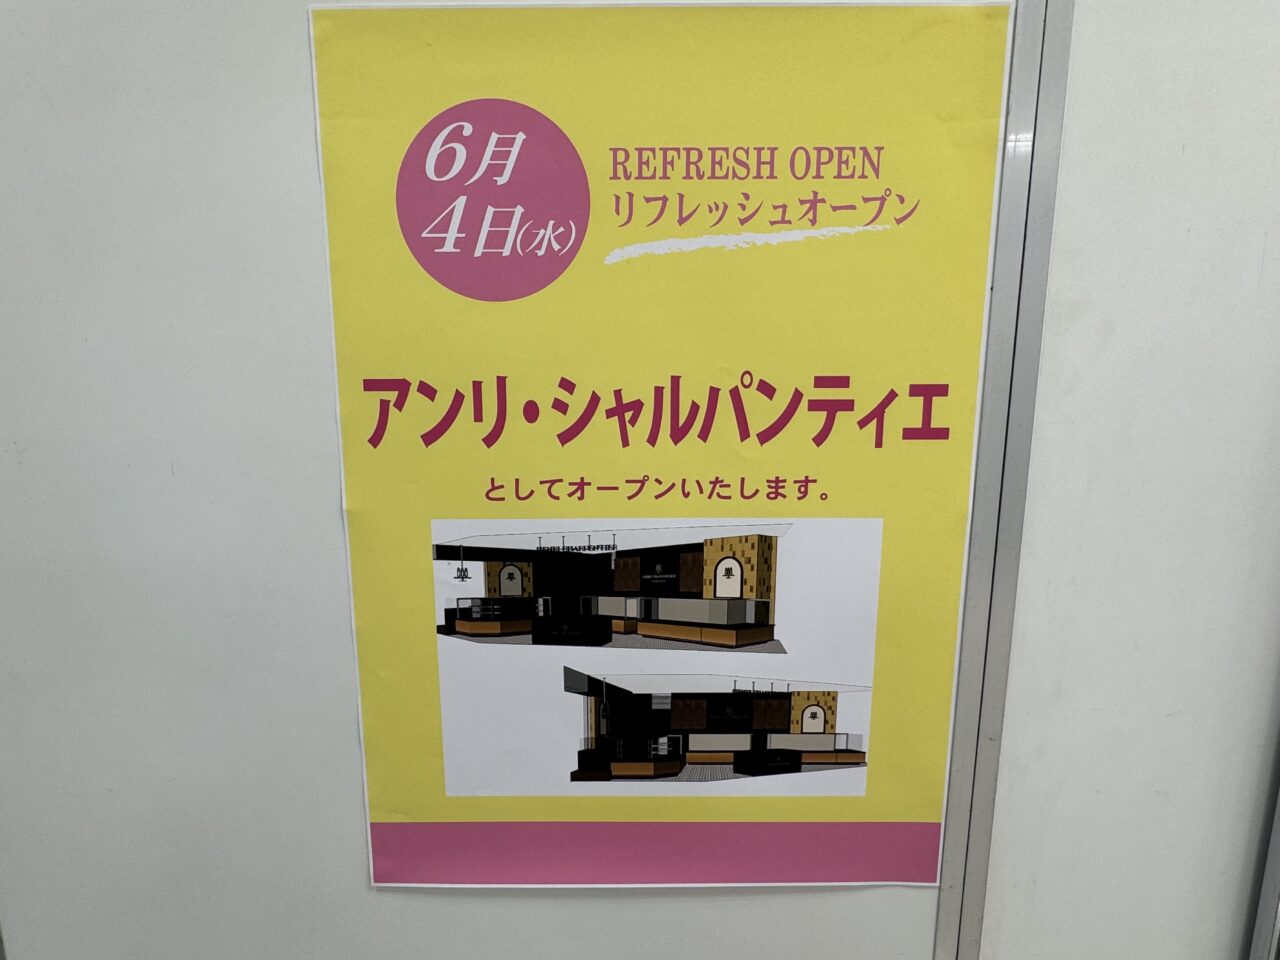 6月
4日(水)
REFRESH OPEN
リフレッシュオープン
アンリ・シャルパンティエ
としてオープンいたします。
HENRI CHARPENTIER